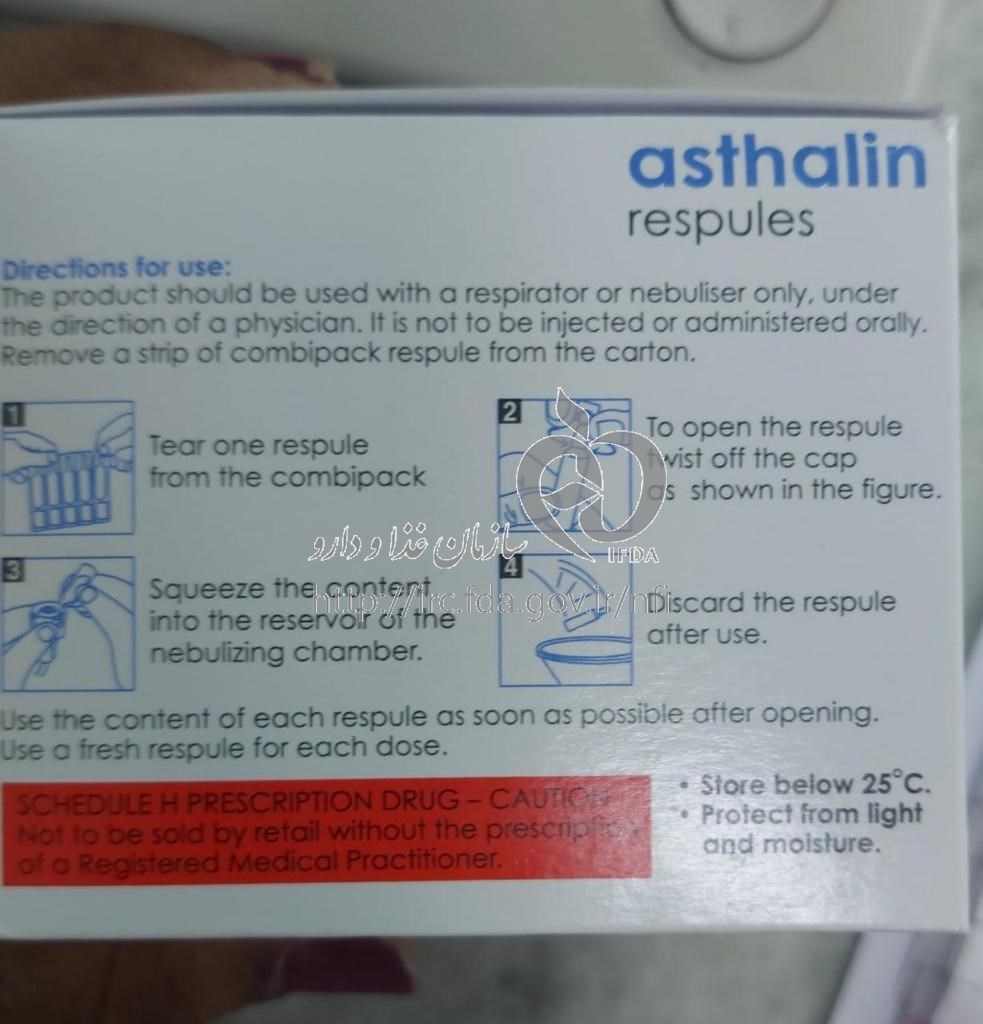 asthalin
respules
Directions for use:
The product should be used with a respirator or nebuliser only, under
the direction of a physician. It is not to be injected or administered orally.
Remove a strip of combipack respule from the carton.
1
Tear one respule
from the combipack
2
To open the respule
twist off the cap
as shown in the figure.
سازمان غذا و دارو
IFDA
http://irc.fda.gov.ir/nfi
3
Squeeze the content
into the reservoir of the
nebulizing chamber.
4
Discard the respule
after use.
Use the content of each respule as soon as possible after opening.
Use a fresh respule for each dose.
SCHEDULE H PRESCRIPTION DRUG – CAUTION
Not to be sold by retail without the prescription
of a Registered Medical Practitioner.
• Store below 25°C.
• Protect from light
and moisture.